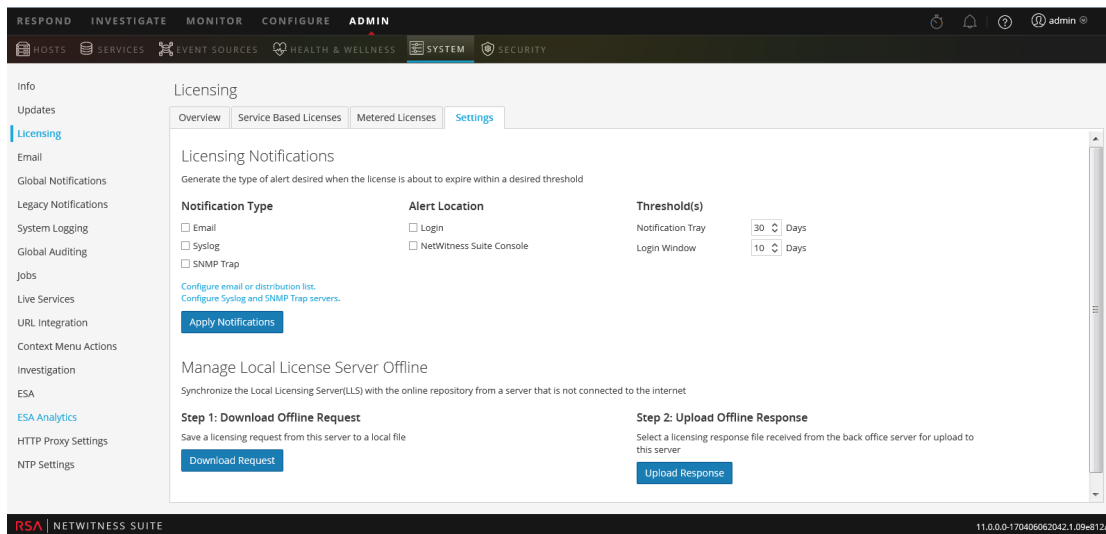 RESPOND INVESTIGATE MONITOR CONFIGURE ADMIN
admin
HOSTS SERVICES EVENT SOURCES HEALTH & WELLNESS SYSTEM SECURITY
Info
Updates
Licensing
Email
Global Notifications
Legacy Notifications
System Logging
Global Auditing
Jobs
Live Services
URL Integration
Context Menu Actions
Investigation
ESA
ESA Analytics
HTTP Proxy Settings
NTP Settings
Licensing
Overview Service Based Licenses Metered Licenses Settings
Licensing Notifications
Generate the type of alert desired when the license is about to expire within a desired threshold
Notification Type Alert Location Threshold(s)
Email Login Notification Tray 30 Days
Syslog NetWitness Suite Console Login Window 10 Days
SNMP Trap
Configure email or distribution list.
Configure Syslog and SNMP Trap servers.
Apply Notifications
Manage Local License Server Offline
Synchronize the Local Licensing Server(LLS) with the online repository from a server that is not connected to the internet
Step 1: Download Offline Request
Save a licensing request from this server to a local file
Download Request
Step 2: Upload Offline Response
Select a licensing response file received from the back office server for upload to
this server
Upload Response
RSA NETWITNESS SUITE
11.0.0.0-170406062042.1.09e812a